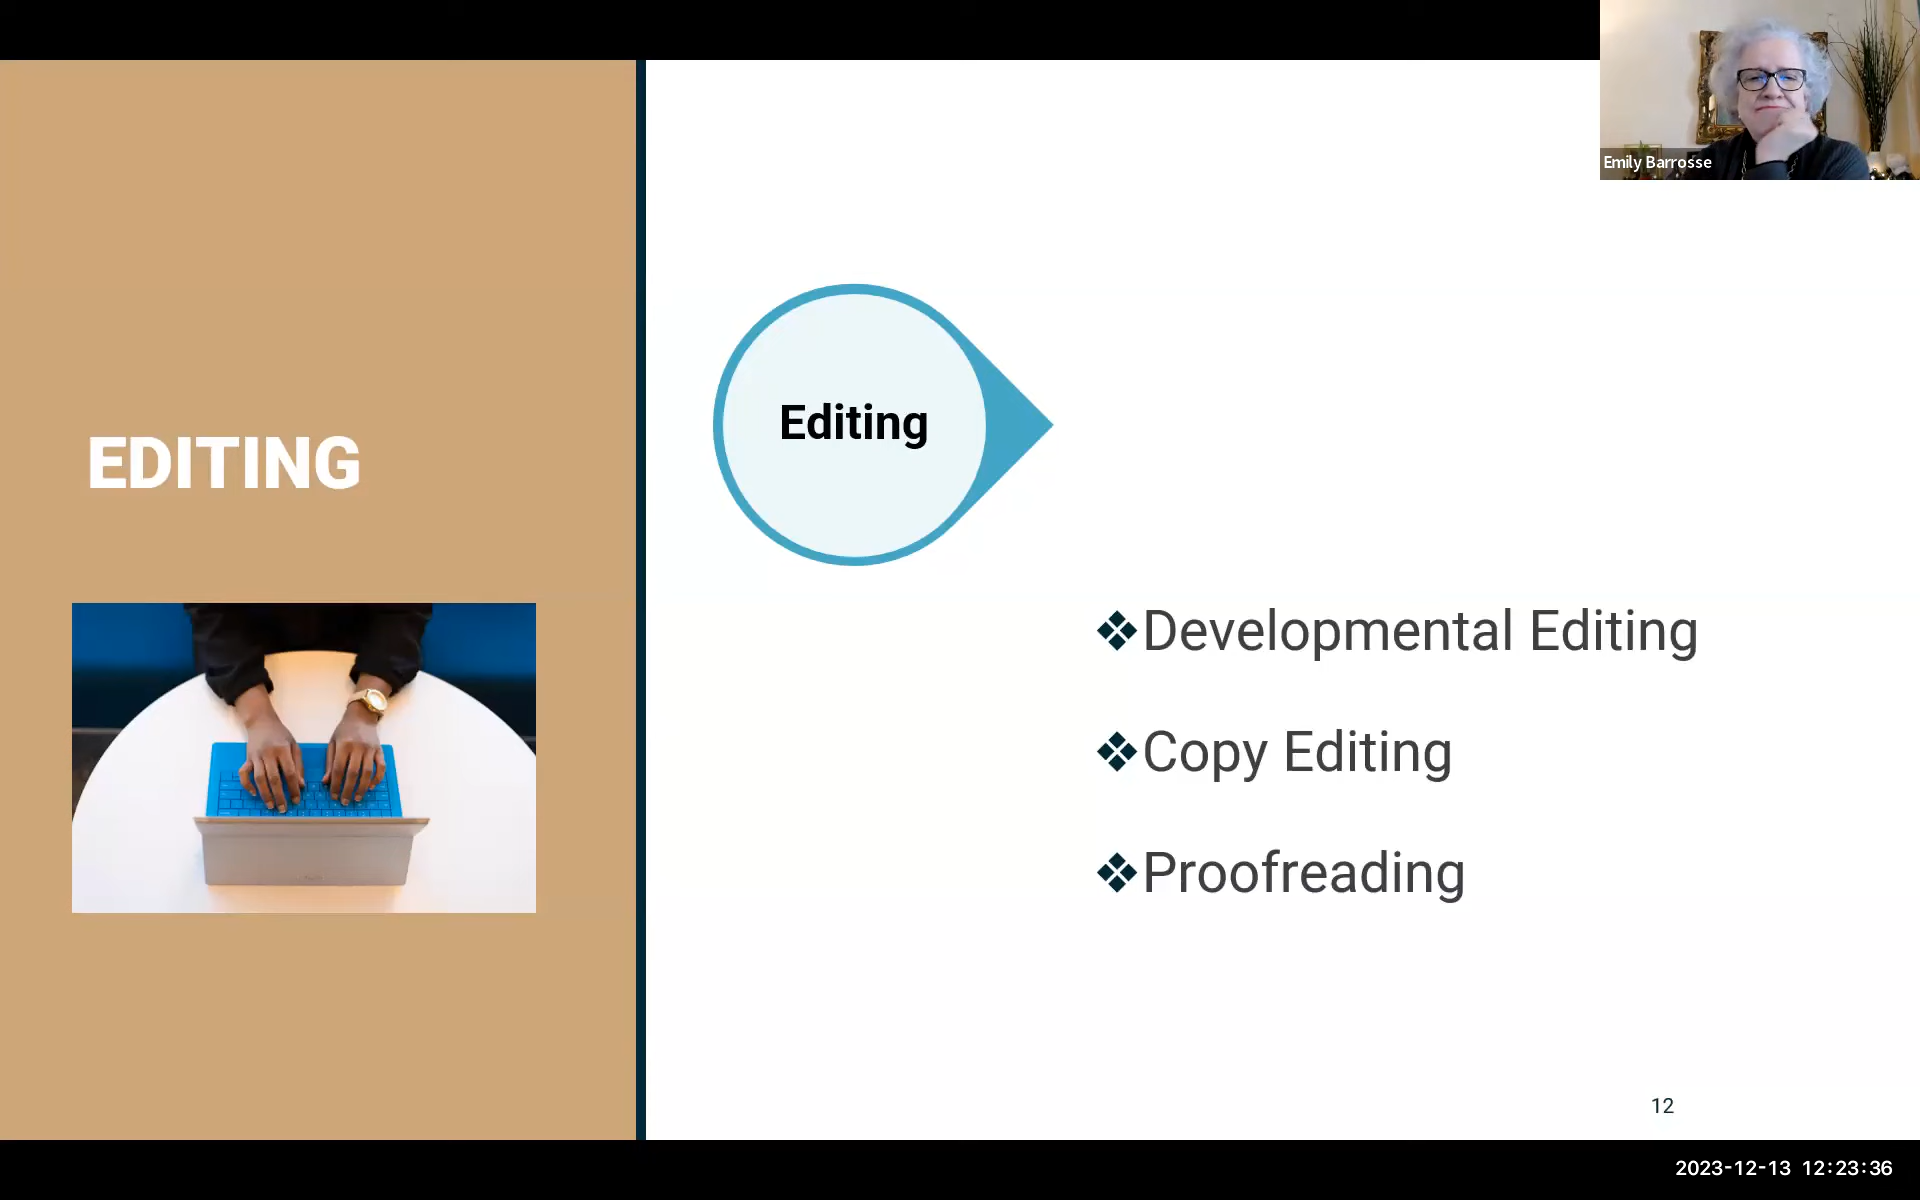 Emily Barrosse
EDITING
Editing
Developmental Editing
Copy Editing
Proofreading
12
2023-12-13 12:23:36